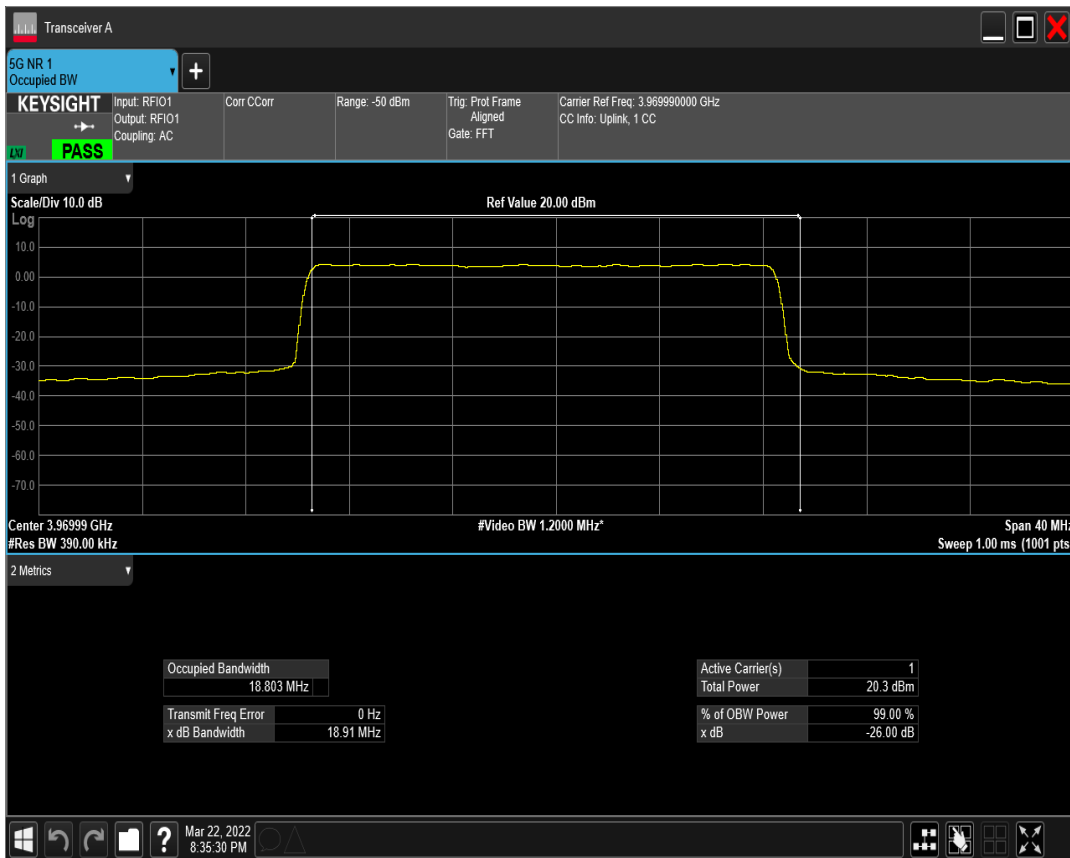 Transceiver A
5G NR 1
Occupied BW
KEYSIGHT
LXI
PASS
Input: RFIO1
Output: RFIO1
Coupling: AC
Corr CCorr
Range: -50 dBm
Trig: Prot Frame
Aligned
Gate: FFT
Carrier Ref Freq: 3.969990000 GHz
CC Info: Uplink, 1 CC
1 Graph
Scale/Div 10.0 dB
Ref Value 20.00 dBm
Log
10.0
0.00
-10.0
-20.0
-30.0
-40.0
-50.0
-60.0
-70.0
Center 3.96999 GHz
#Video BW 1.2000 MHz*
Span 40 MHz
#Res BW 390.00 kHz
Sweep 1.00 ms (1001 pts
2 Metrics
Occupied Bandwidth
18.803 MHz
Transmit Freq Error 0 Hz
x dB Bandwidth 18.91 MHz
Active Carrier(s) 1
Total Power 20.3 dBm
% of OBW Power 99.00 %
x dB -26.00 dB
?
Mar 22, 2022
8:35:30 PM